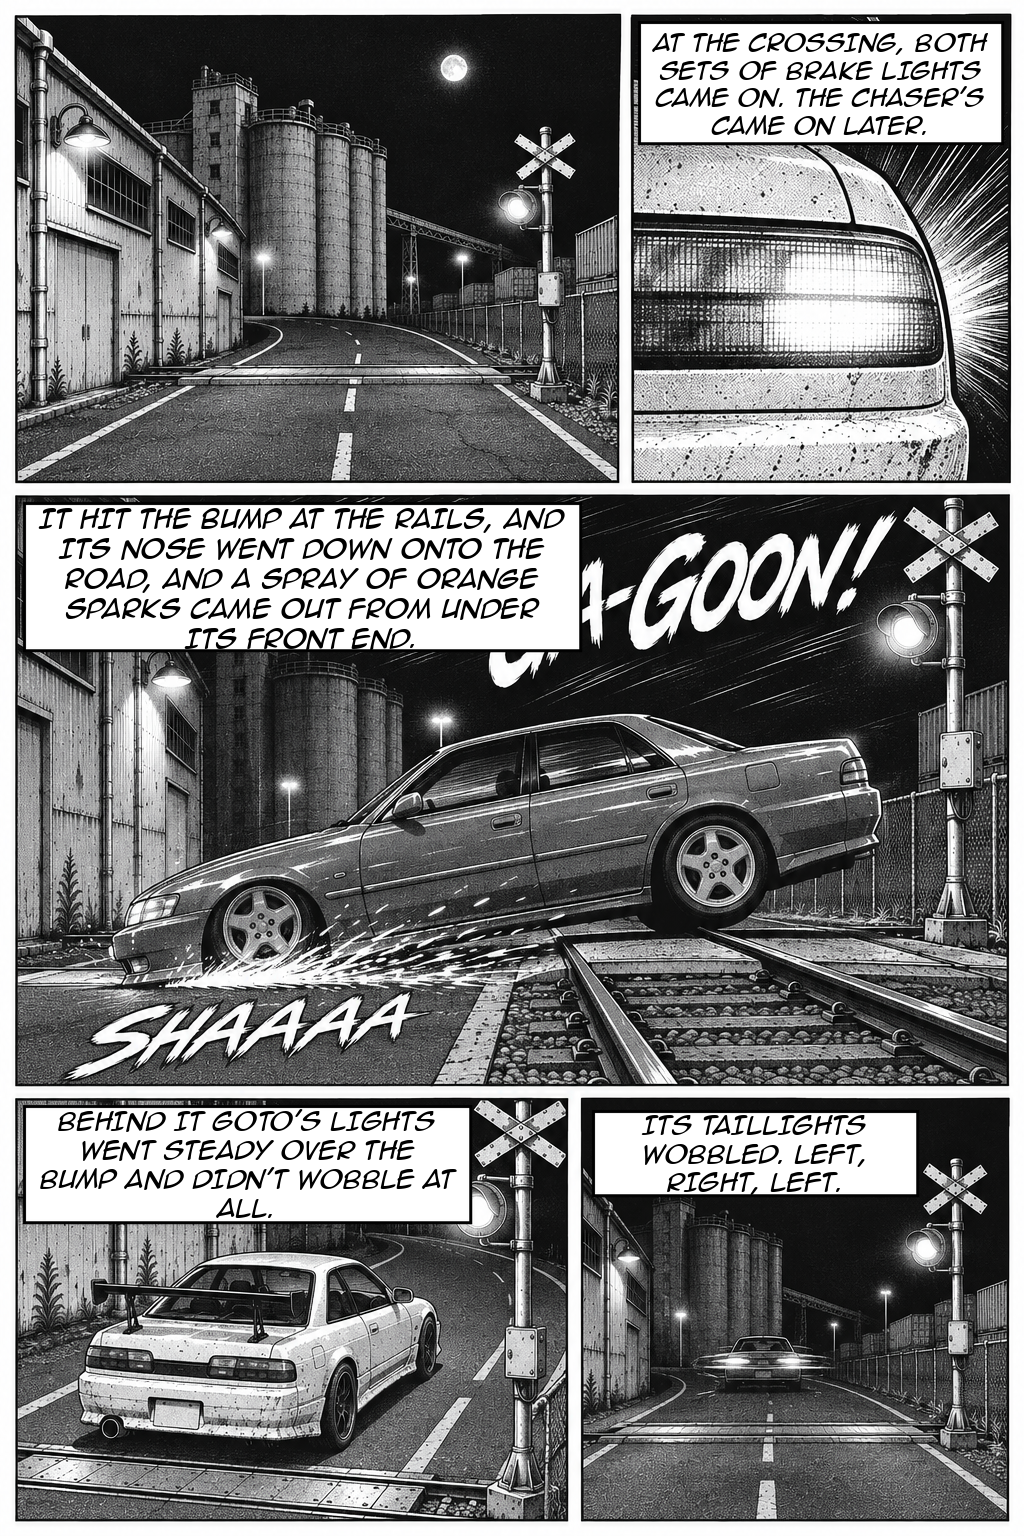 AT THE CROSSING, BOTH
SETS OF BRAKE LIGHTS
CAME ON. THE CHASER'S
CAME ON LATER.
IT HIT THE BUMP AT THE RAILS, AND
ITS NOSE WENT DOWN ONTO THE
ROAD, AND A SPRAY OF ORANGE
SPARKS CAME OUT FROM UNDER
ITS FRONT END.
A-GOON!
SHAAAA
BEHIND IT GOTO'S LIGHTS
WENT STEADY OVER THE
BUMP AND DIDN'T WOBBLE AT
ALL.
ITS TAILLIGHTS
WOBBLED. LEFT,
RIGHT, LEFT.